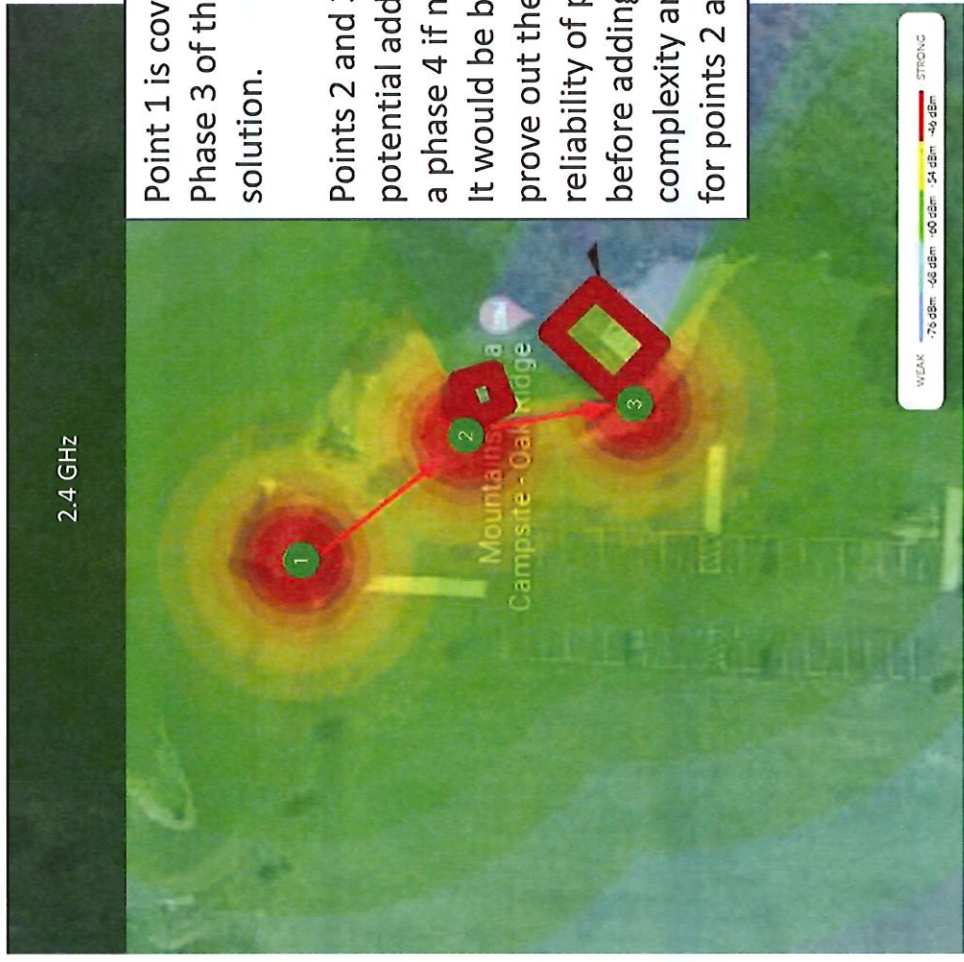 2.4 GHz
Point 1 is cov
Phase 3 of th
solution.
Points 2 and
potential add
a phase 4 if n
It would be b
prove out the
reliability of p
before adding
complexity ar
for points 2 a
1
2
3
Mountains a
Campsite - Oak Ridge
WEAK -76 dBm -68 dBm -60 dBm -54 dBm -46 dBm STRONG